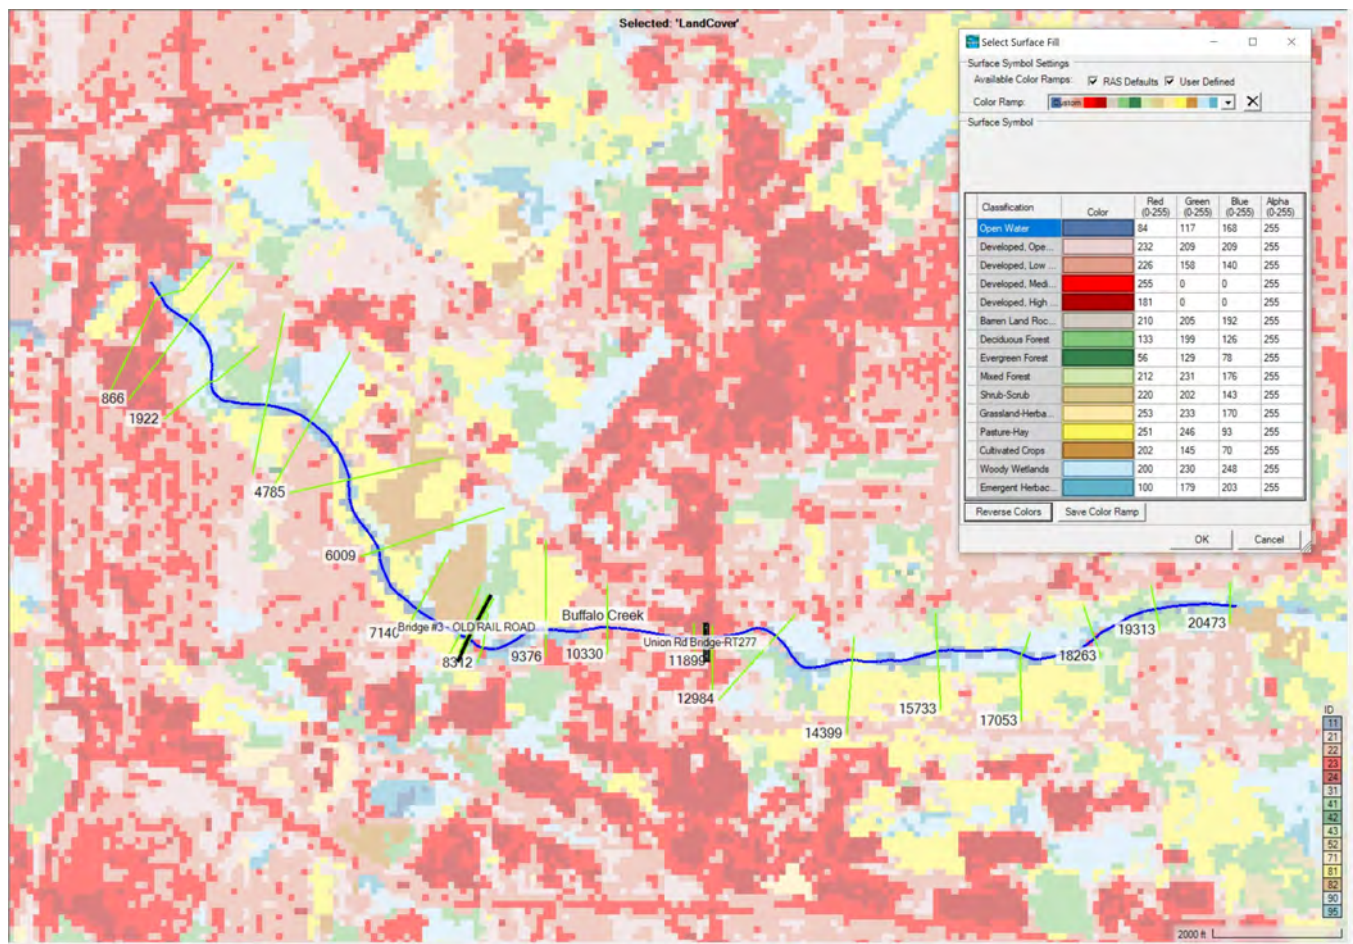 Selected: 'LandCover'
Select Surface Fill
Surface Symbol Settings
Available Color Ramps: RAS Defaults User Defined
Color Ramp: Custom
Surface Symbol
Classification Color Red (0-255) Green (0-255) Blue (0-255) Alpha (0-255)
Open Water 84 117 168 255
Developed, Ope... 232 209 209 255
Developed, Low ... 226 158 140 255
Developed, Medi... 255 0 0 255
Developed, High ... 181 0 0 255
Barren Land Roc... 210 205 192 255
Deciduous Forest 133 199 126 255
Evergreen Forest 56 129 78 255
Mixed Forest 212 231 176 255
Shrub-Scrub 220 202 143 255
Grassland-Herba... 253 233 170 255
Pasture-Hay 251 246 93 255
Cultivated Crops 202 145 70 255
Woody Wetlands 200 230 248 255
Emergent Herbac... 100 179 203 255
Reverse Colors Save Color Ramp
OK Cancel
866
1922
4785
6009
7140
Bridge #3 - OLD RAIL ROAD
8312
9376
Buffalo Creek
10330
Union Rd Bridge-RT277
11899
12984
14399
15733
17053
18263
19313
20473
ID
11
21
22
23
24
31
41
42
43
52
71
81
82
90
95
2000 ft